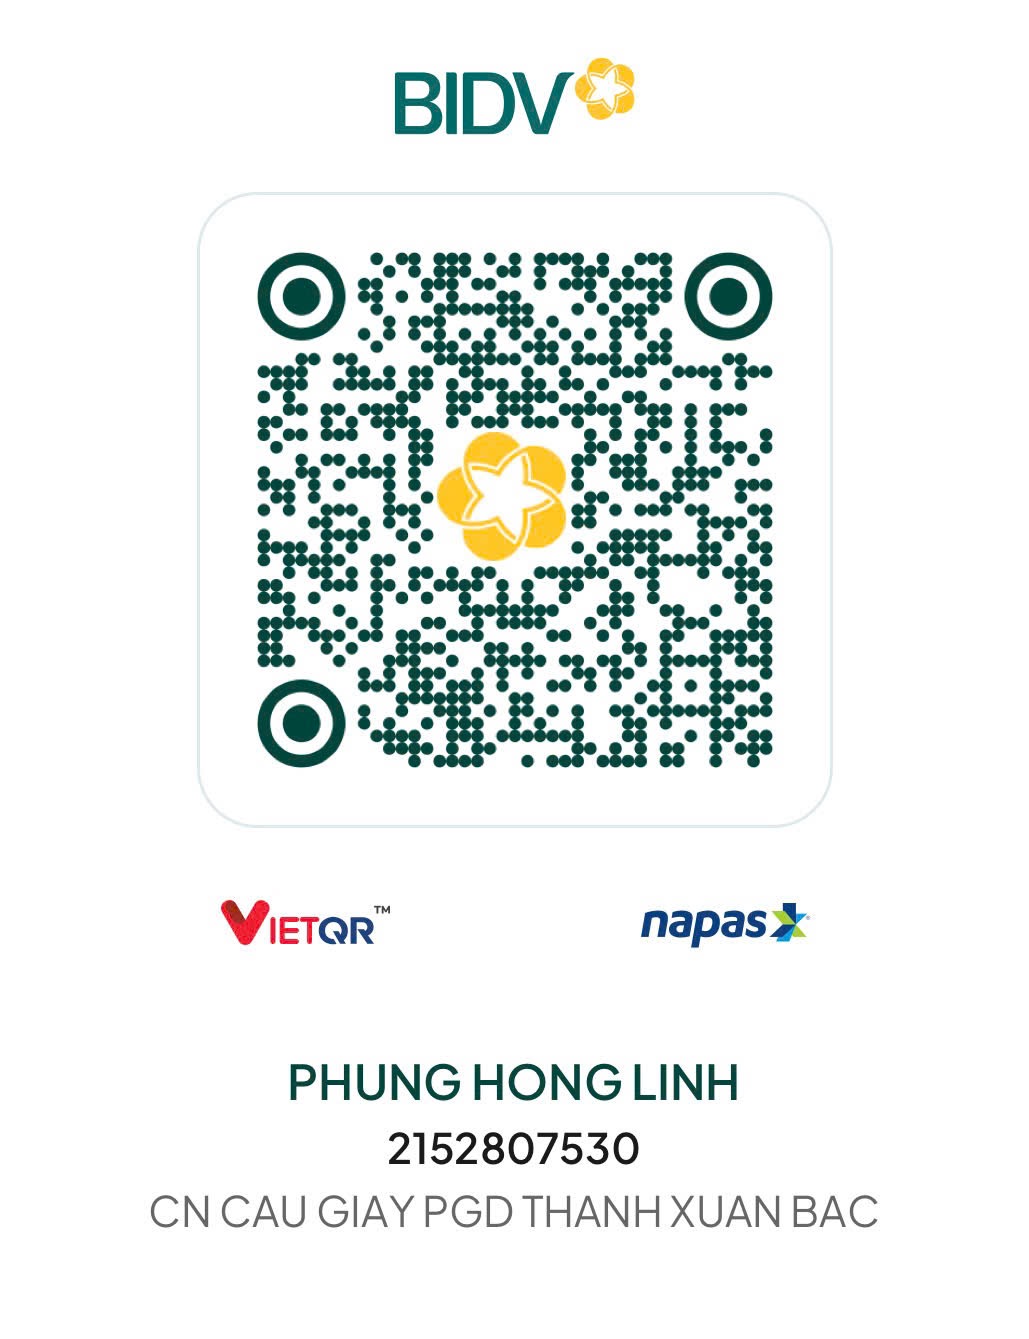 BIDV
VIETQR™
napas
PHUNG HONG LINH
2152807530
CN CAU GIAY PGD THANH XUAN BAC